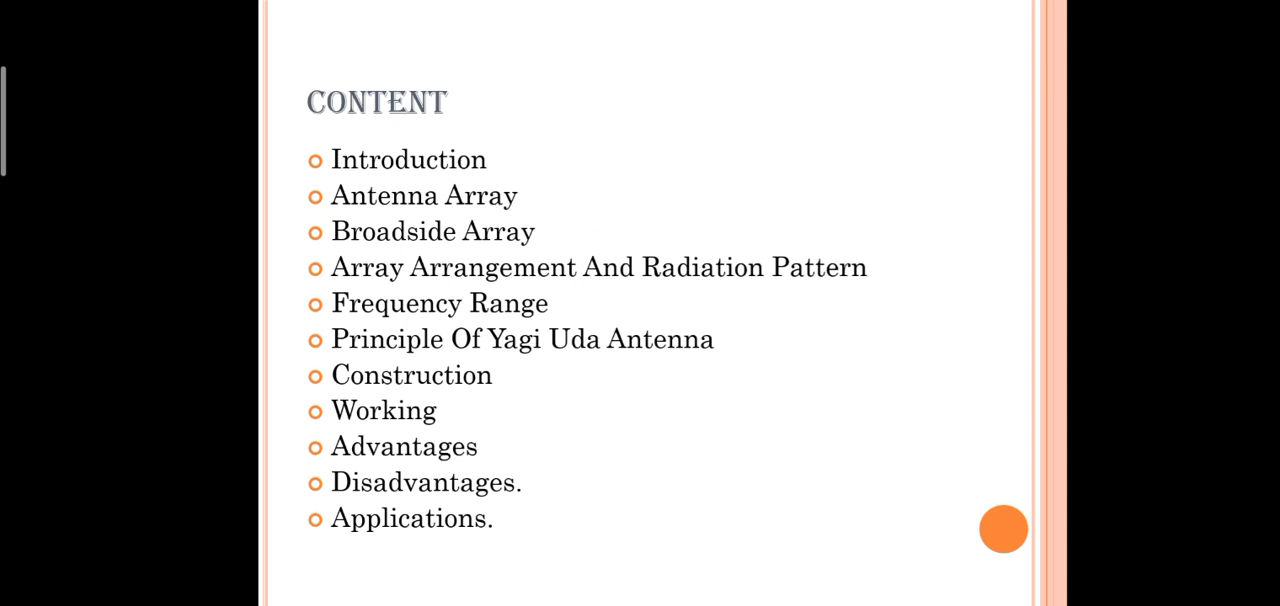 CONTENT
Introduction
Antenna Array
Broadside Array
Array Arrangement And Radiation Pattern
Frequency Range
Principle Of Yagi Uda Antenna
Construction
Working
Advantages
Disadvantages.
Applications.